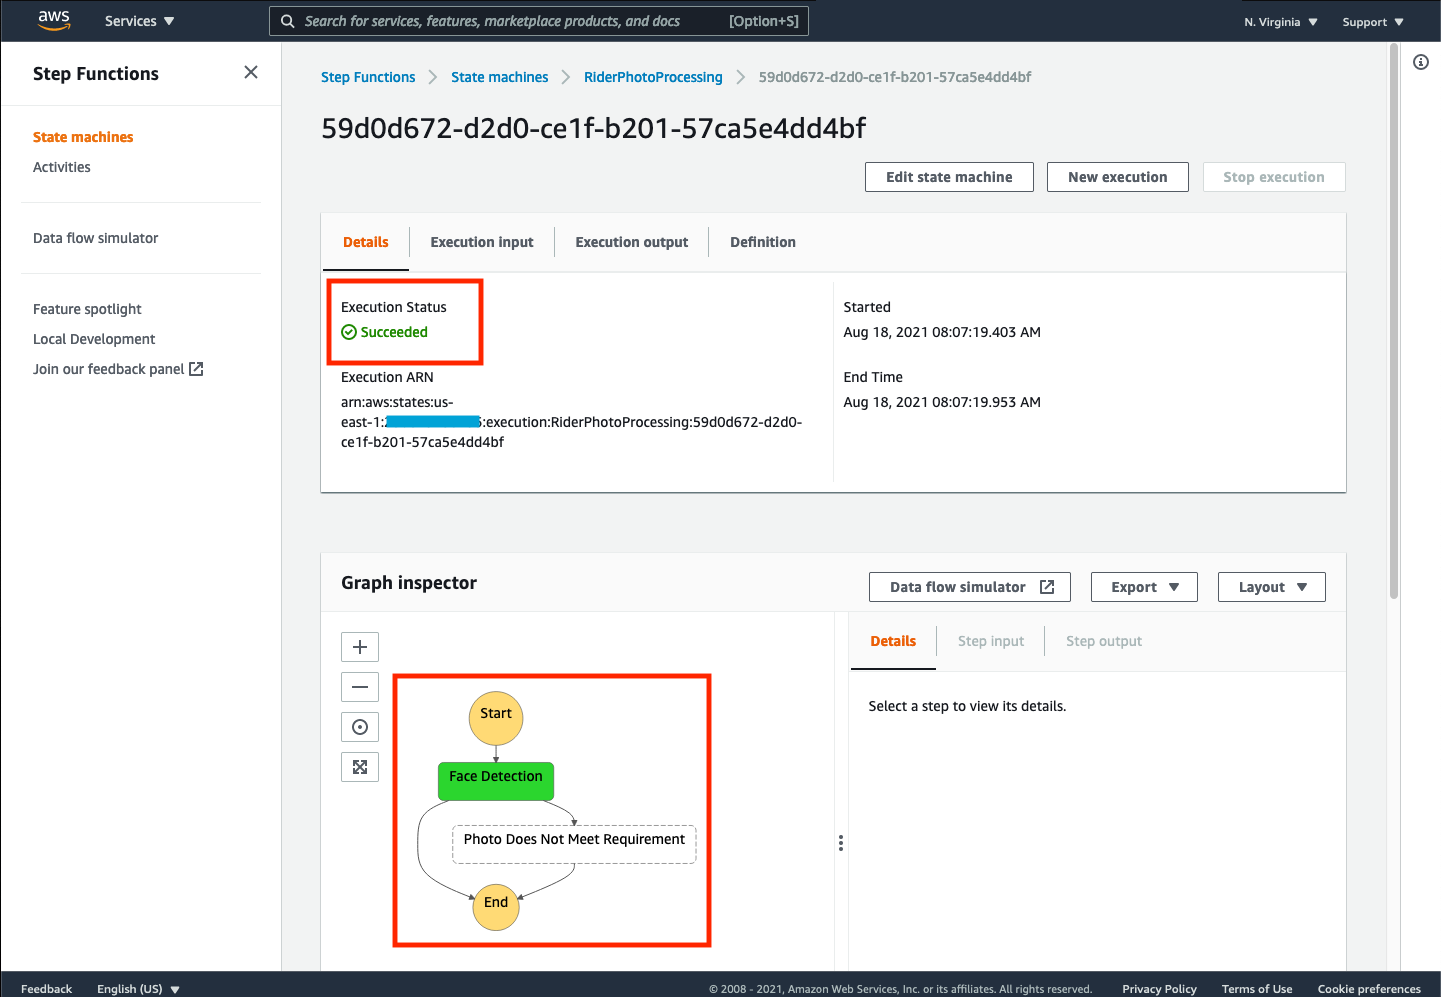 aws
Services
Search for services, features, marketplace products, and docs
[Option+S]
N. Virginia
Support
Step Functions
State machines
Activities
Data flow simulator
Feature spotlight
Local Development
Join our feedback panel
Step Functions
State machines
RiderPhotoProcessing
59d0d672-d2d0-ce1f-b201-57ca5e4dd4bf
59d0d672-d2d0-ce1f-b201-57ca5e4dd4bf
Edit state machine
New execution
Stop execution
Details
Execution input
Execution output
Definition
Execution Status
Succeeded
Execution ARN
arn:aws:states:us-
east-1: :execution:RiderPhotoProcessing:59d0d672-d2d0-
ce1f-b201-57ca5e4dd4bf
Started
Aug 18, 2021 08:07:19.403 AM
End Time
Aug 18, 2021 08:07:19.953 AM
Graph inspector
Data flow simulator
Export
Layout
Start
Face Detection
Photo Does Not Meet Requirement
End
Details
Step input
Step output
Select a step to view its details.
Feedback
English (US)
© 2008 - 2021, Amazon Web Services, Inc. or its affiliates. All rights reserved.
Privacy Policy
Terms of Use
Cookie preferences